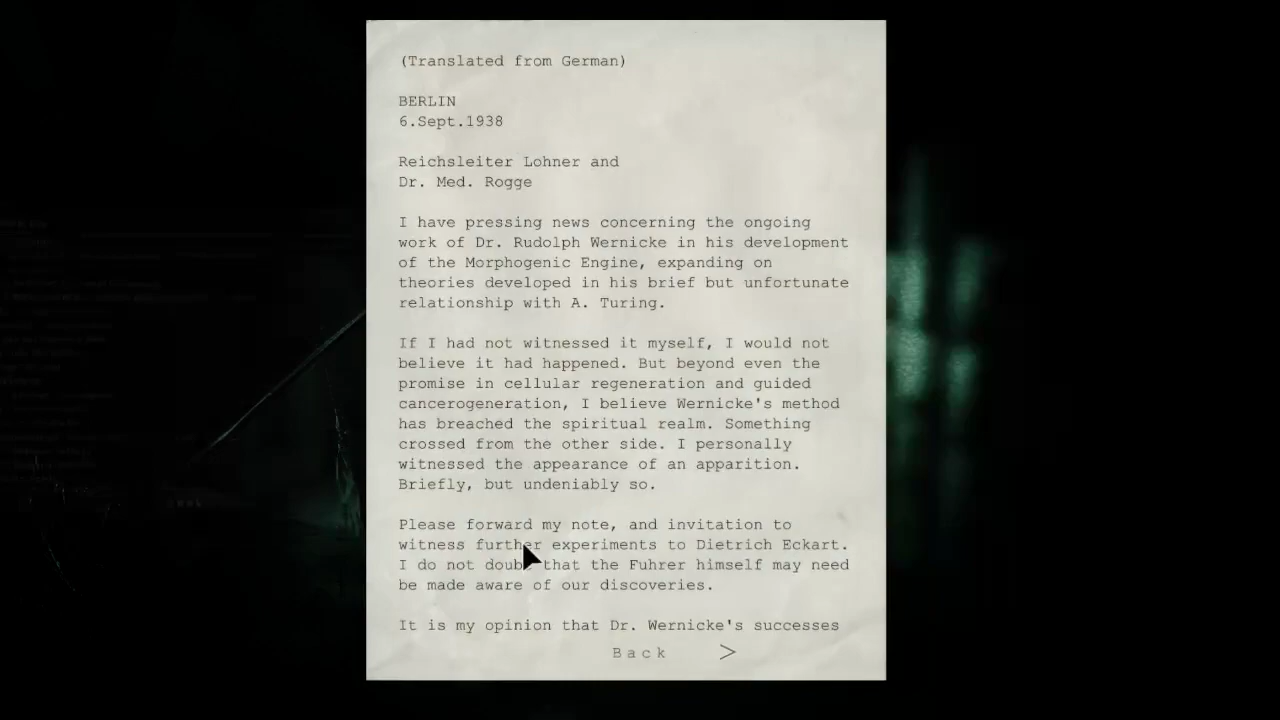 (Translated from German)
BERLIN
6.Sept.1938
Reichsleiter Lohner and
Dr. Med. Rogge
I have pressing news concerning the ongoing
work of Dr. Rudolph Wernicke in his development
of the Morphogenic Engine, expanding on
theories developed in his brief but unfortunate
relationship with A. Turing.
If I had not witnessed it myself, I would not
believe it had happened. But beyond even the
promise in cellular regeneration and guided
cancerogeneration, I believe Wernicke's method
has breached the spiritual realm. Something
crossed from the other side. I personally
witnessed the appearance of an apparition.
Briefly, but undeniably so.
Please forward my note, and invitation to
witness further experiments to Dietrich Eckart.
I do not doubt that the Fuhrer himself may need
be made aware of our discoveries.
It is my opinion that Dr. Wernicke's successes
Back >